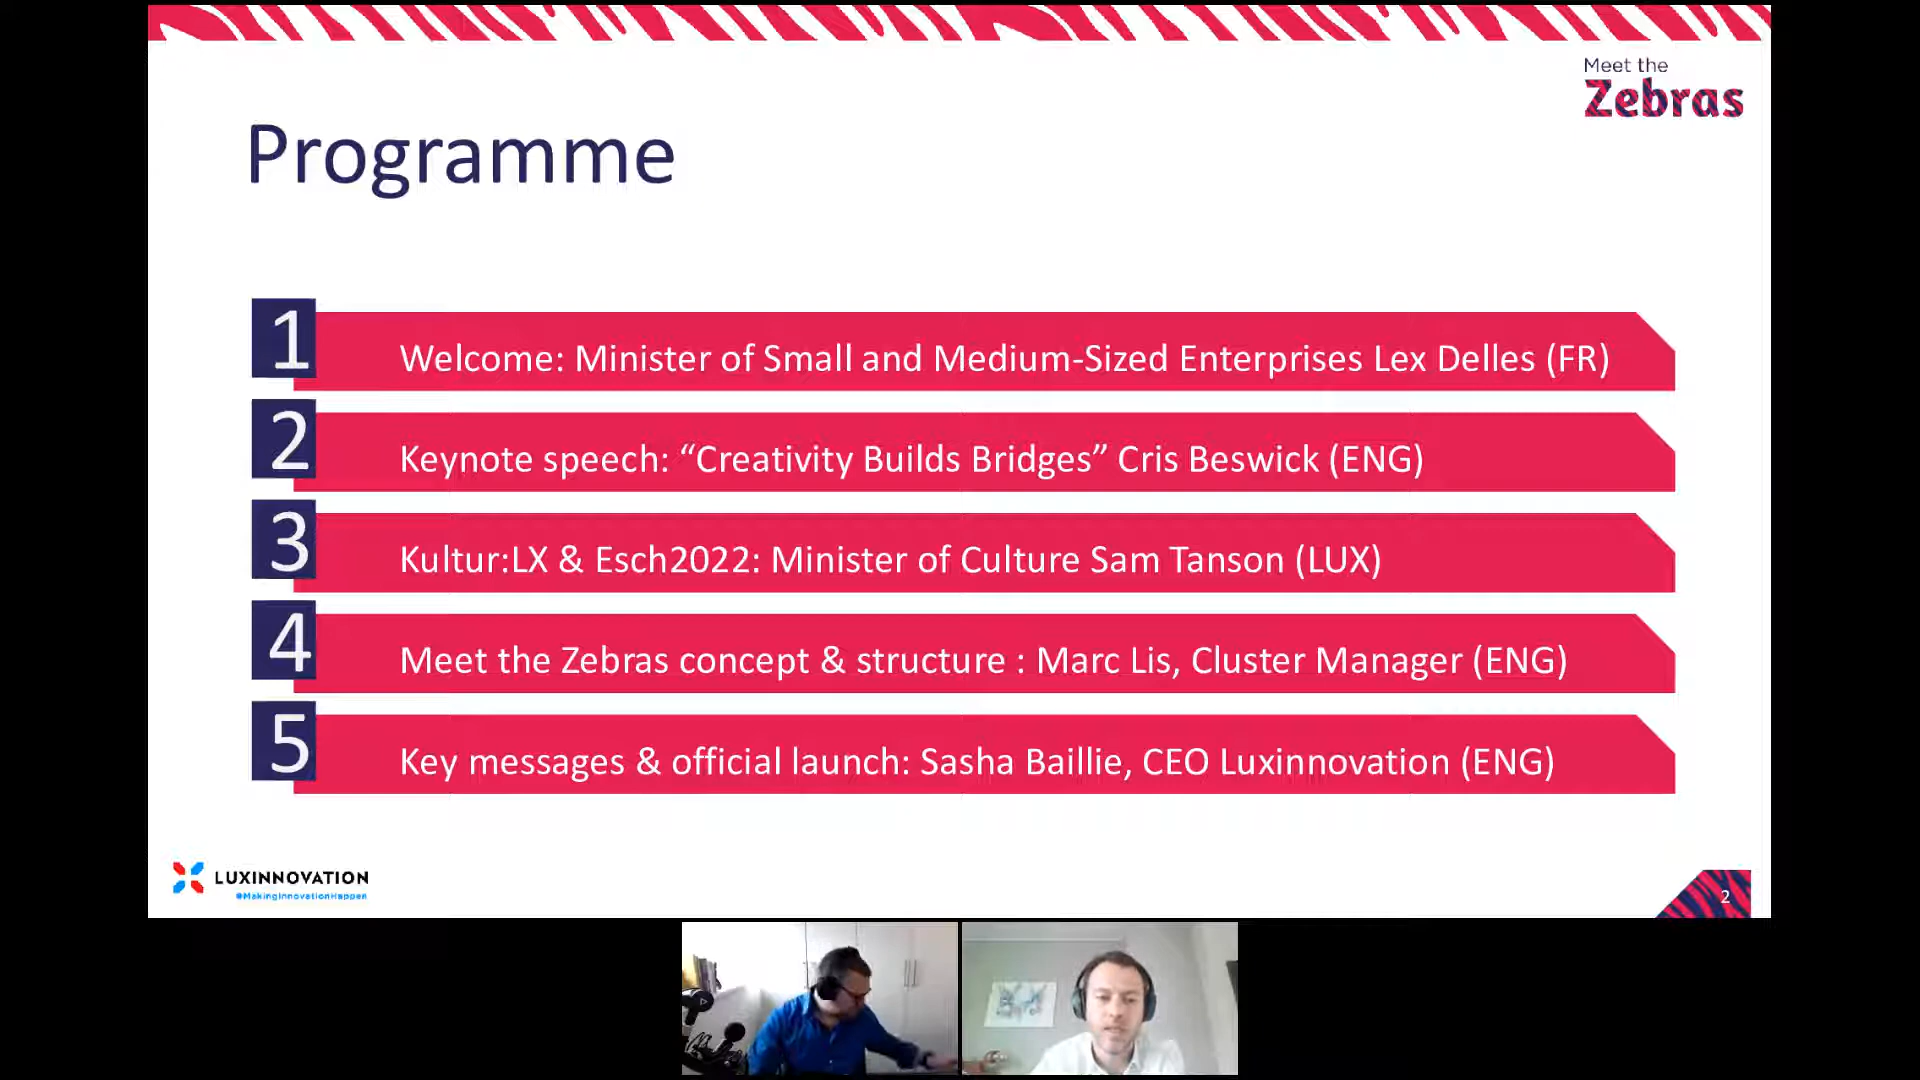 Meet the
Zebras
Programme
1
Welcome: Minister of Small and Medium-Sized Enterprises Lex Delles (FR)
2
Keynote speech: “Creativity Builds Bridges” Cris Beswick (ENG)
3
Kultur:LX & Esch2022: Minister of Culture Sam Tanson (LUX)
4
Meet the Zebras concept & structure : Marc Lis, Cluster Manager (ENG)
5
Key messages & official launch: Sasha Baillie, CEO Luxinnovation (ENG)
LUXINNOVATION
#MakingInnovationHappen
2